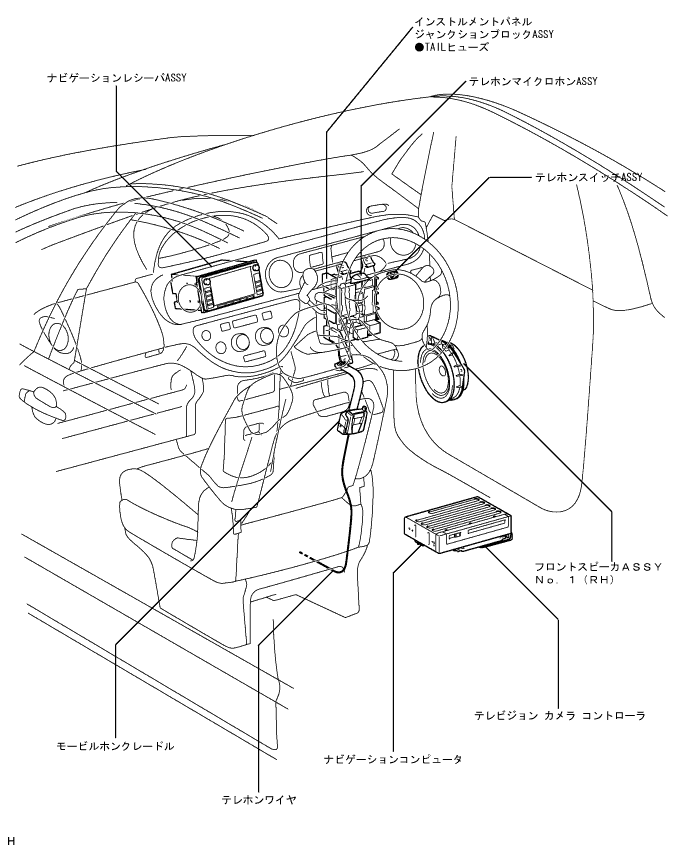 インストルメントパネル
ジャンクションブロックASSY
●TAILヒューズ
ナビゲーションレシーバASSY
テレホンマイクロホンASSY
テレホンスイッチASSY
フロントスピーカＡＳＳＹ
Ｎｏ．１（ＲＨ）
テレビジョン カメラ コントローラ
モービルホンクレードル
ナビゲーションコンピュータ
テレホンワイヤ
H